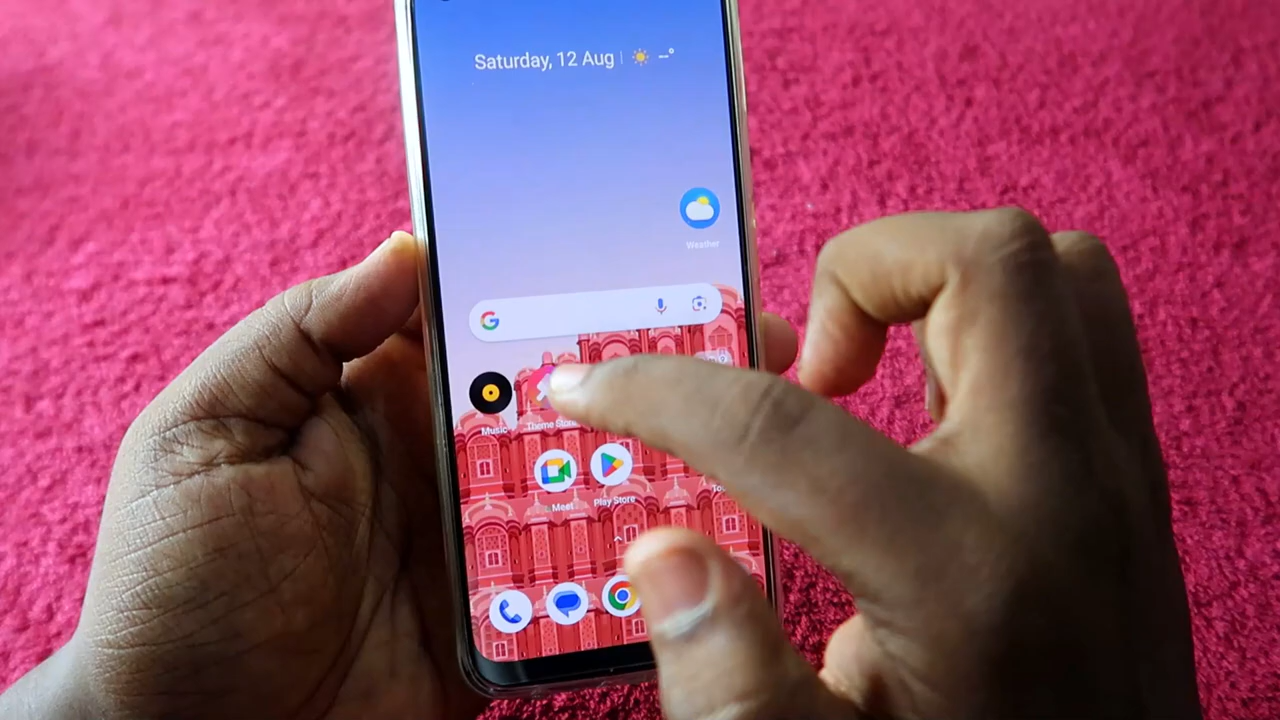 Saturday, 12 Aug | --°
Weather
G
Music
Theme Store
Meet
Play Store